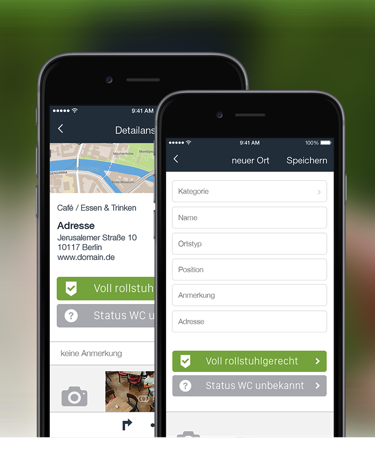 9:41 AM
Detailans
Café / Essen & Trinken
Adresse
Jerusalemer Straße 10
10117 Berlin
www.domain.de
Voll rollstuh
Status WC u
keine Anmerkung
9:41 AM 100%
neuer Ort Speichern
Kategorie
Name
Ortstyp
Position
Anmerkung
Adresse
Voll rollstuhlgerecht
? Status WC unbekannt